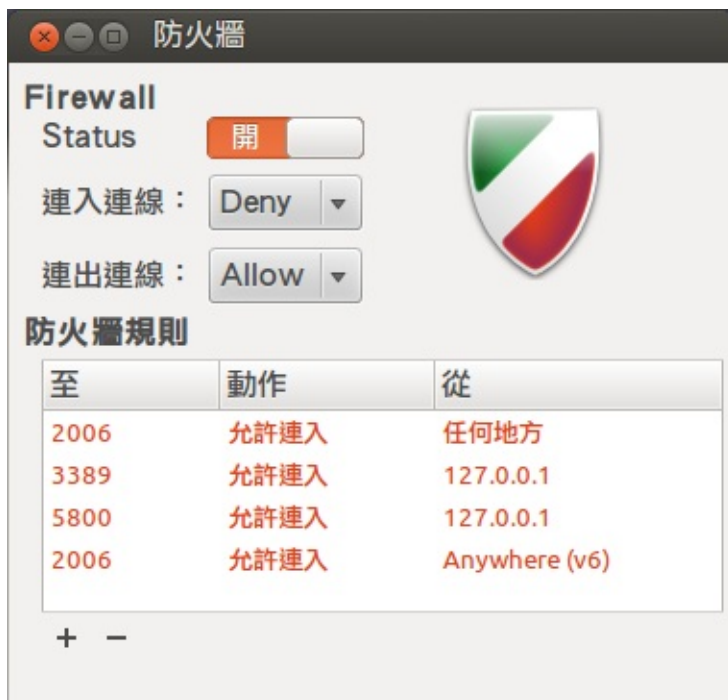 防火牆
Firewall
Status 開
連入連線： Deny
連出連線： Allow
防火牆規則
至 動作 從
2006 允許連入 任何地方
3389 允許連入 127.0.0.1
5800 允許連入 127.0.0.1
2006 允許連入 Anywhere (v6)
+ −